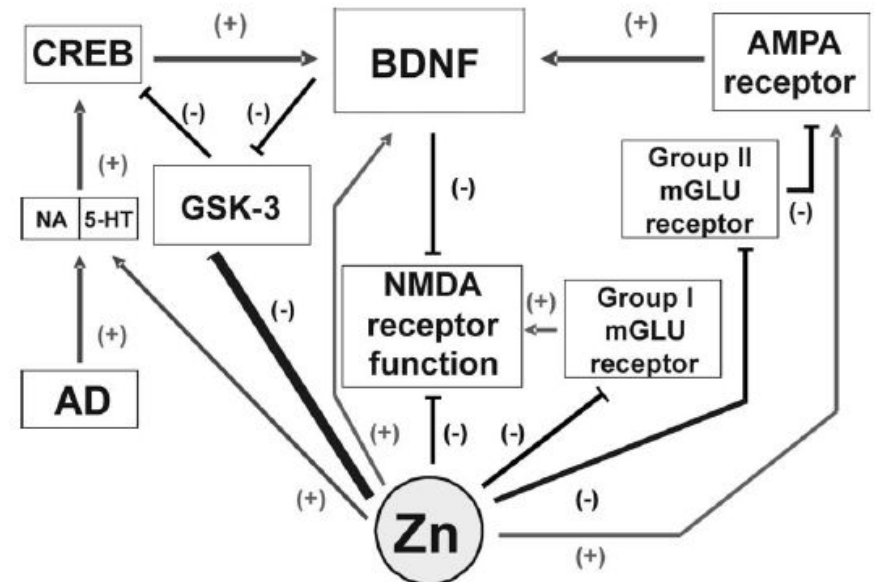 (+)
(+)
CREB
BDNF
AMPA
receptor
(-)
(-)
(+)
Group II
mGLU
receptor
(-)
NA
5-HT
GSK-3
(-)
NMDA
receptor
function
(+)
Group I
mGLU
receptor
(-)
(+)
AD
(+)
(-)
(-)
(+)
(-)
Zn
(+)